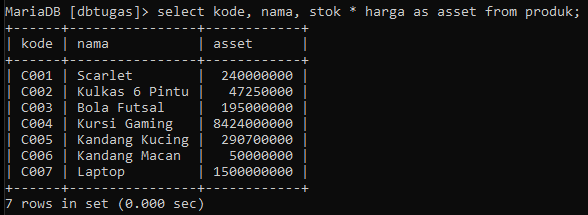 MariaDB [dbtugas]> select kode, nama, stok * harga as asset from produk;
+------+-----------------+------------+
| kode | nama            | asset      |
+------+-----------------+------------+
| C001 | Scarlet         |  240000000 |
| C002 | Kulkas 6 Pintu  |   47250000 |
| C003 | Bola Futsal     |  195000000 |
| C004 | Kursi Gaming    | 8424000000 |
| C005 | Kandang Kucing  |  290700000 |
| C006 | Kandang Macan   |   50000000 |
| C007 | Laptop          | 1500000000 |
+------+-----------------+------------+
7 rows in set (0.000 sec)